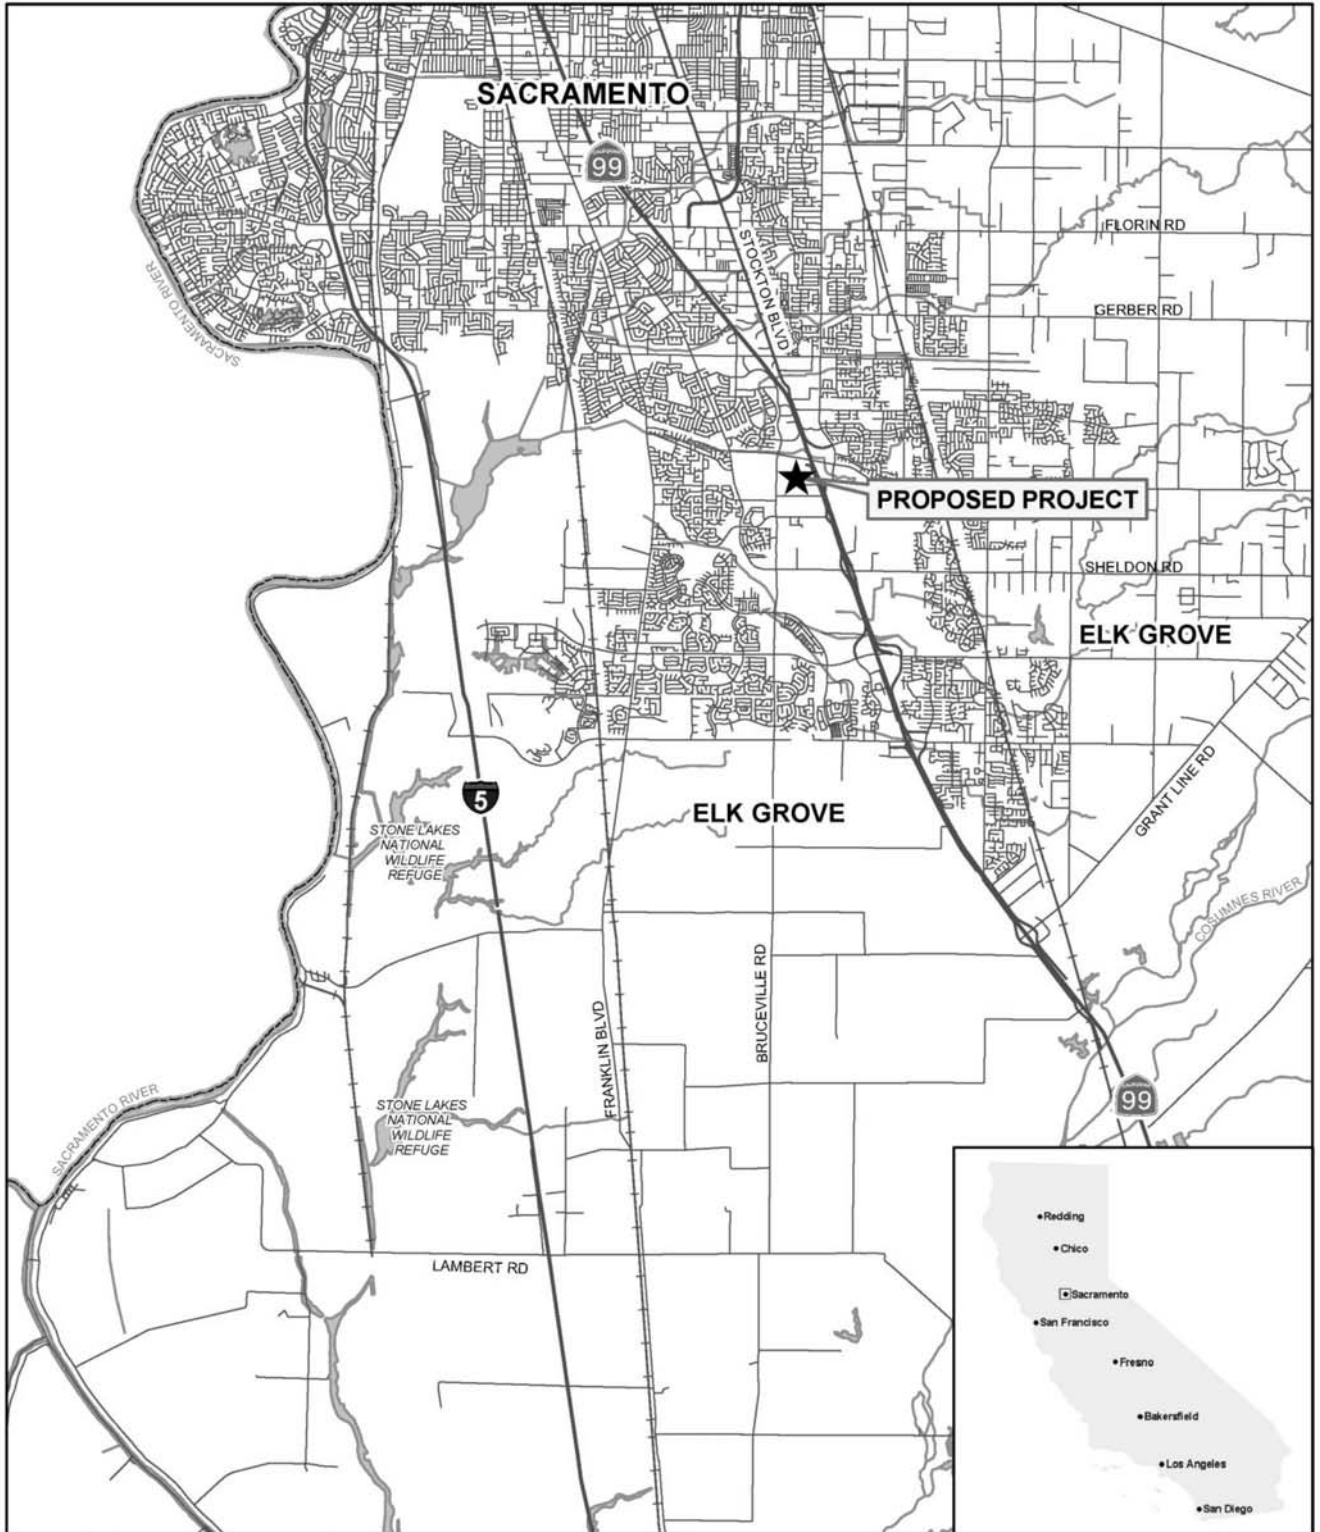 SACRAMENTO
99
FLORIN RD
STOCKTON BLVD
SACRAMENTO RIVER
GERBER RD
PROPOSED PROJECT
SHELDON RD
ELK GROVE
GRANT LINE RD
5
ELK GROVE
STONE LAKES
NATIONAL
WILDLIFE
REFUGE
COSUMNES RIVER
BRUCEVILLE RD
FRANKLIN BLVD
SACRAMENTO RIVER
STONE LAKES
NATIONAL
WILDLIFE
REFUGE
99
LAMBERT RD
Redding
Chico
Sacramento
San Francisco
Fresno
Bakersfield
Los Angeles
San Diego